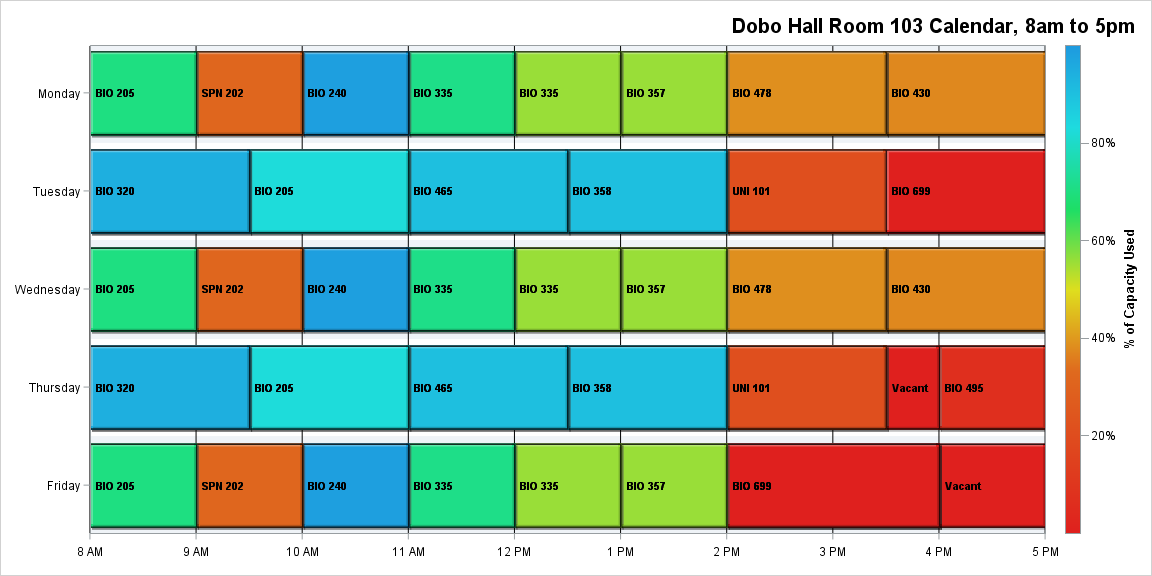 Dobo Hall Room 103 Calendar, 8am to 5pm
Monday
BIO 205
SPN 202
BIO 240
BIO 335
BIO 335
BIO 357
BIO 478
BIO 430
Tuesday
BIO 320
BIO 205
BIO 465
BIO 358
UNI 101
BIO 699
Wednesday
BIO 205
SPN 202
BIO 240
BIO 335
BIO 335
BIO 357
BIO 478
BIO 430
Thursday
BIO 320
BIO 205
BIO 465
BIO 358
UNI 101
Vacant
BIO 495
Friday
BIO 205
SPN 202
BIO 240
BIO 335
BIO 335
BIO 357
BIO 699
Vacant
8 AM
9 AM
10 AM
11 AM
12 PM
1 PM
2 PM
3 PM
4 PM
5 PM
80%
60%
40%
20%
% of Capacity Used